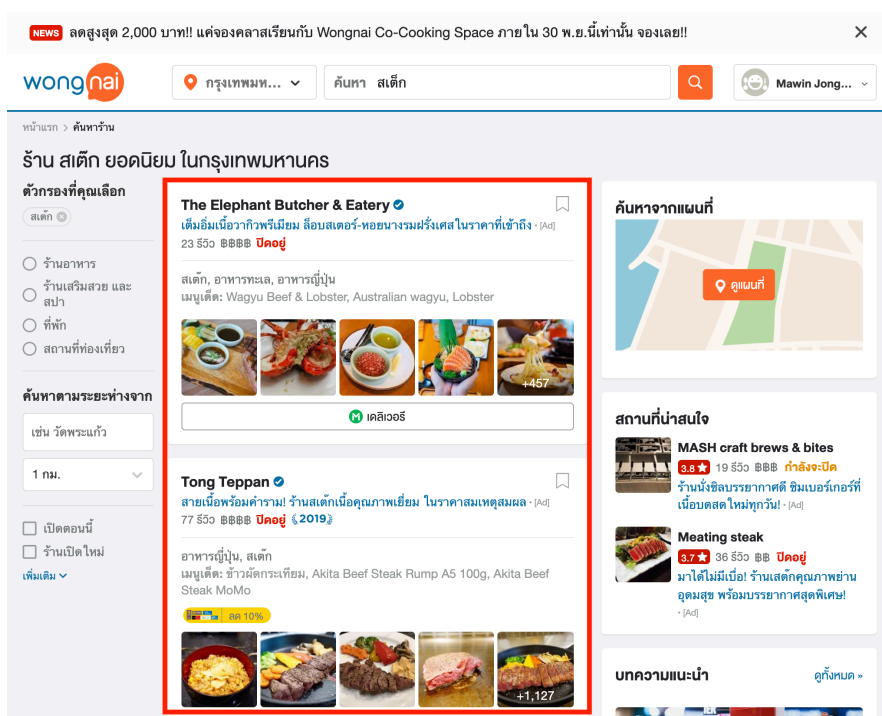 NEWS ลดสูงสุด 2,000 บาท!! แค่จองคลาสเรียนกับ Wongnai Co-Cooking Space ภายใน 30 พ.ย.นี้เท่านั้น จองเลย!!
wongnai
กรุงเทพมห...
ค้นหา สเต็ก
Mawin Jong...
หน้าแรก > ค้นหาร้าน
ร้าน สเต๊ก ยอดนิยม ในกรุงเทพมหานคร
ตัวกรองที่คุณเลือก
สเต๊ก
ร้านอาหาร
ร้านเสริมสวย และ
สปา
ที่พัก
สถานที่ท่องเที่ยว
ค้นหาตามระยะห่างจาก
เช่น วัดพระแก้ว
1 กม.
เปิดตอนนี้
ร้านเปิดใหม่
เพิ่มเติม
The Elephant Butcher & Eatery
เต็มอิ่มเนื้อวากิวพรีเมียม ล็อบสเตอร์-หอยนางรมฝรั่งเศสในราคาที่เข้าถึง · [Ad]
23 รีวิว ฿฿฿฿ ปิดอยู่
สเต๊ก, อาหารทะเล, อาหารญี่ปุ่น
เมนูเด็ด: Wagyu Beef & Lobster, Australian wagyu, Lobster
+457
เดลิเวอรี
Tong Teppan
สายเนื้อพร้อมคำราม! ร้านสเต๊กเนื้อคุณภาพเยี่ยม ในราคาสมเหตุสมผล · [Ad]
77 รีวิว ฿฿฿฿ ปิดอยู่ 2019
อาหารญี่ปุ่น, สเต๊ก
เมนูเด็ด: ข้าวผัดกระเทียม, Akita Beef Steak Rump A5 100g, Akita Beef
Steak MoMo
ลด 10%
+1,127
ค้นหาจากแผนที่
ดูแผนที่
สถานที่น่าสนใจ
MASH craft brews & bites
3.8 ★ 19 รีวิว ฿฿฿ กำลังจะปิด
ร้านนั่งชิลบรรยากาศดี ชิมเบอร์เกอร์ที่
เนื้อบดสดใหม่ทุกวัน! · [Ad]
Meating steak
3.7 ★ 36 รีวิว ฿฿ ปิดอยู่
มาได้ไม่มีเบื่อ! ร้านเสต๊กคุณภาพย่าน
อุดมสุข พร้อมบรรยากาศสุดพิเศษ!
· [Ad]
บทความแนะนำ
ดูทั้งหมด »